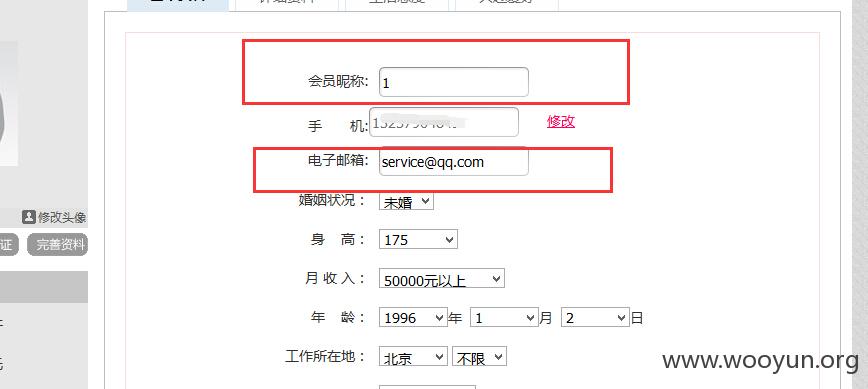 会员昵称: 1
手 机: 修改
电子邮箱: service@qq.com
婚姻状况： 未婚
修改头像
身 高： 175
证 完善资料
月 收 入： 50000元以上
年 龄： 1996 年 1 月 2 日
工作所在地： 北京 不限
www.wooyun.org